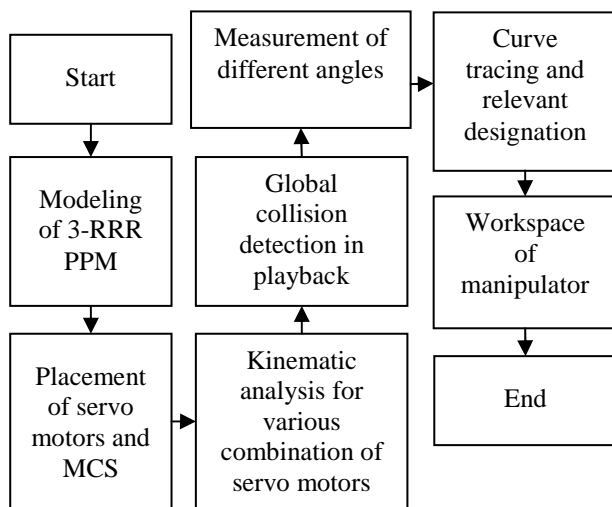 Start
Modeling
of 3-RRR
PPM
Placement
of servo
motors and
MCS
Kinematic
analysis for
various
combination of
servo motors
Global
collision
detection in
playback
Measurement of
different angles
Curve
tracing and
relevant
designation
Workspace
of
manipulator
End